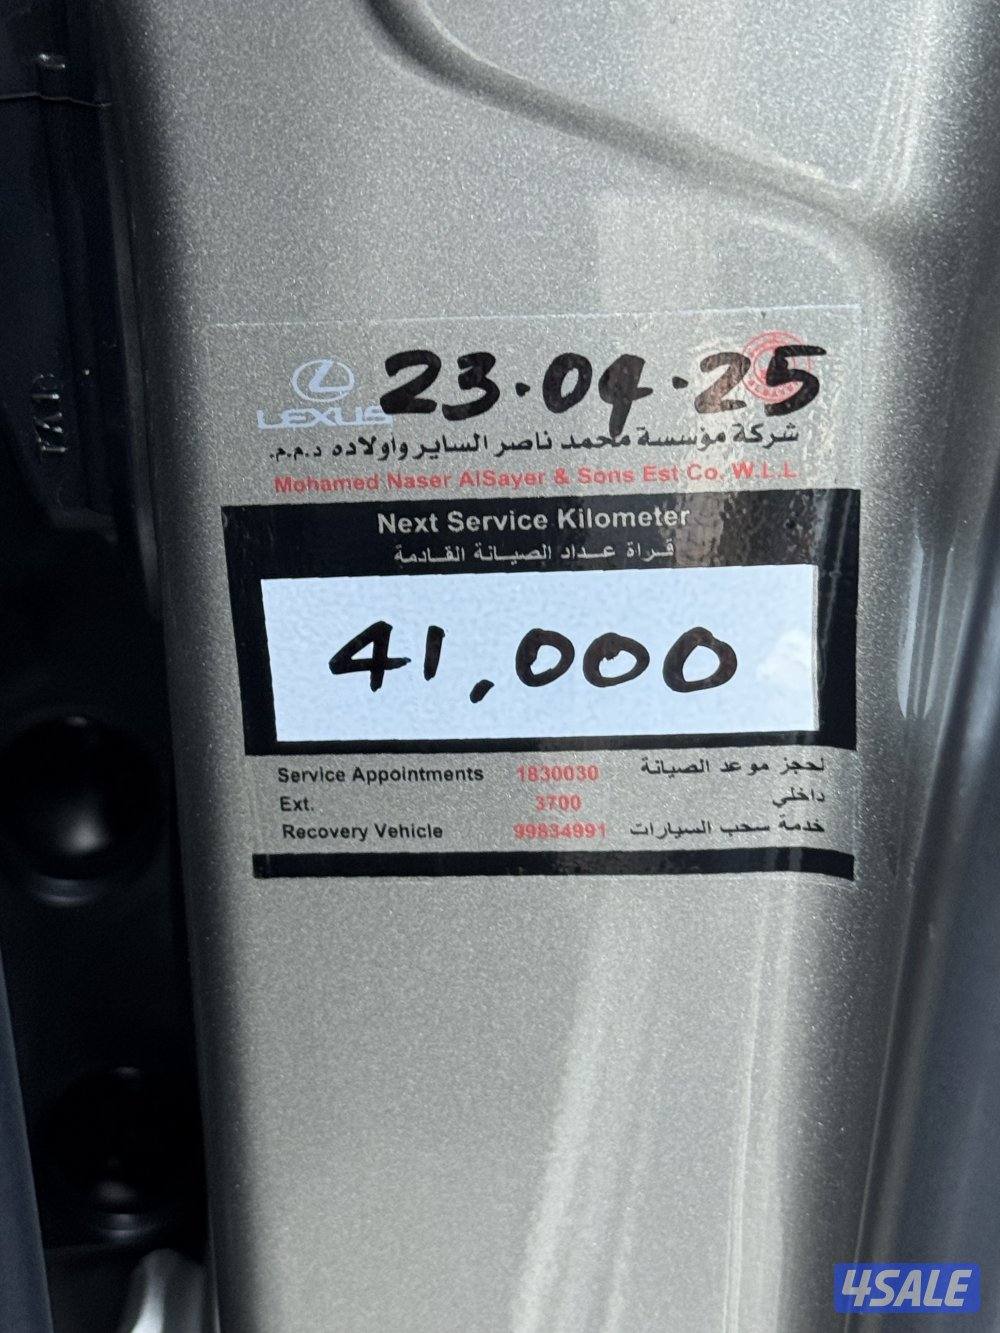 LEXUS
23.04.25
شركة مؤسسة محمد ناصر الساير واولاده ذ.م.م.
Mohamed Naser AlSayer & Sons Est Co. W.L.L
Next Service Kilometer
قراة عداد الصيانة القادمة
41,000
Service Appointments 1830030 لحجز موعد الصيانة
Ext. 3700 داخلي
Recovery Vehicle 99834991 خدمة سحب السيارات
4SALE